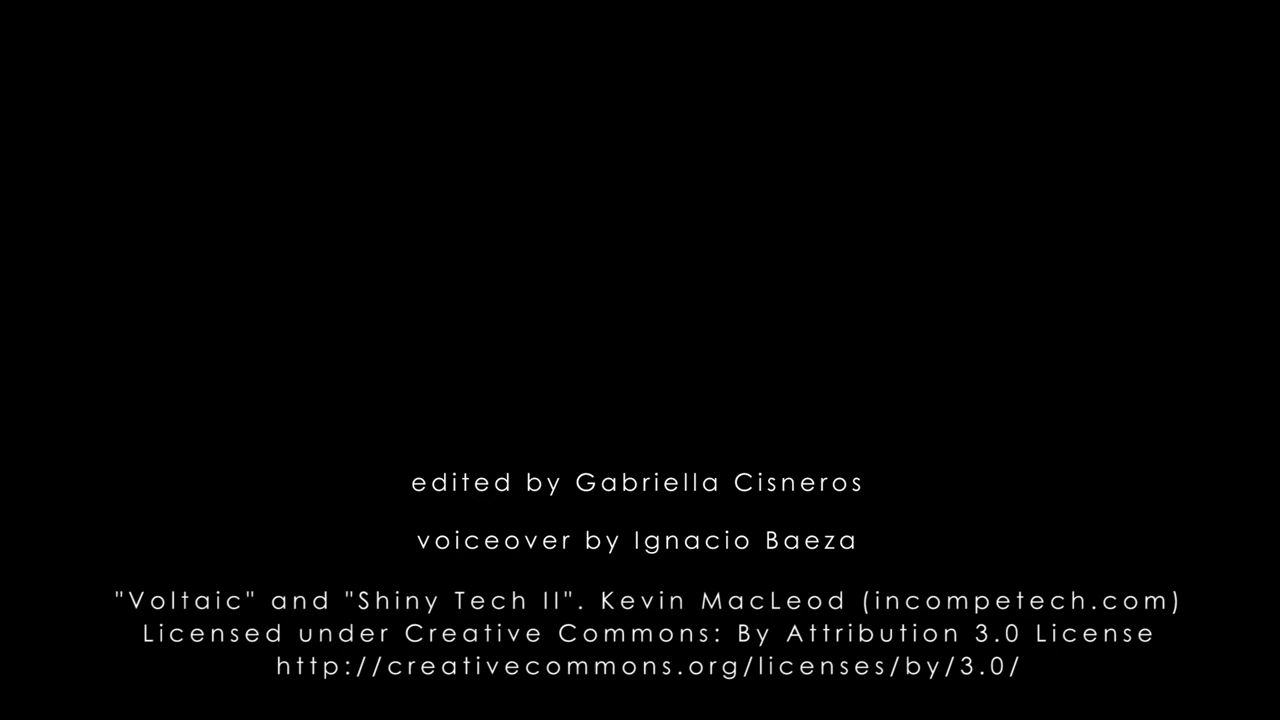 edited by Gabriella Cisneros
voiceover by Ignacio Baeza
"Voltaic" and "Shiny Tech II". Kevin MacLeod (incompetech.com)
Licensed under Creative Commons: By Attribution 3.0 License
http://creativecommons.org/licenses/by/3.0/